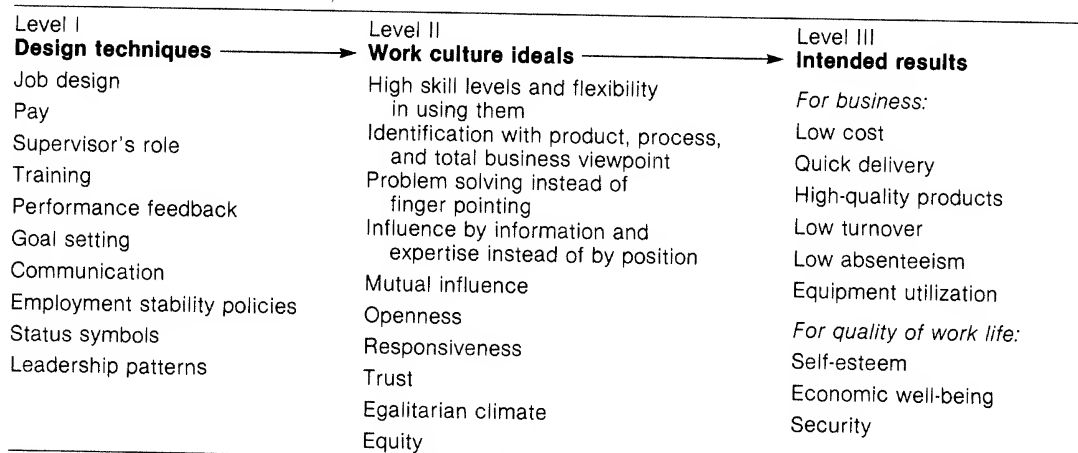 Level I
Design techniques
Job design
Pay
Supervisor's role
Training
Performance feedback
Goal setting
Communication
Employment stability policies
Status symbols
Leadership patterns
Level II
Work culture ideals
High skill levels and flexibility
in using them
Identification with product, process,
and total business viewpoint
Problem solving instead of
finger pointing
Influence by information and
expertise instead of by position
Mutual influence
Openness
Responsiveness
Trust
Egalitarian climate
Equity
Level III
Intended results
For business:
Low cost
Quick delivery
High-quality products
Low turnover
Low absenteeism
Equipment utilization
For quality of work life:
Self-esteem
Economic well-being
Security